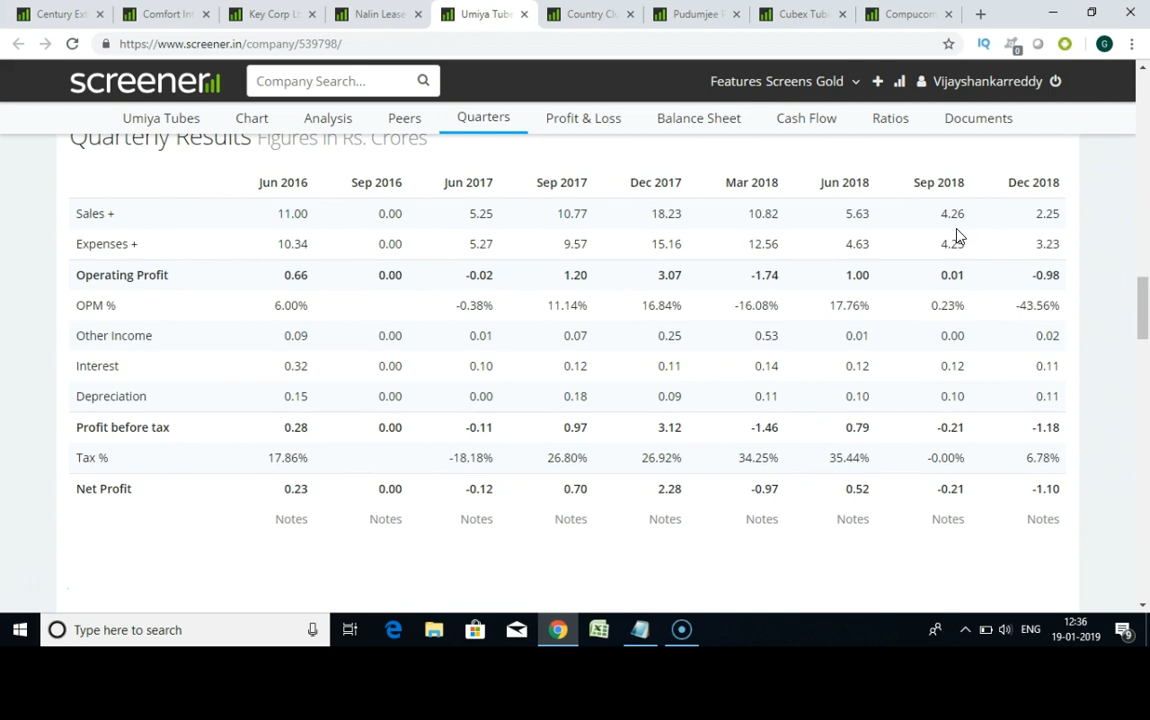 Century Ext
Comfort Int
Key Corp L
Nalin Lease
Umiya Tube
Country Cl
Pudumjee P
Cubex Tub
Compucom
https://www.screener.in/company/539798/
IQ
0
G
screener
Company Search...
Features Screens Gold
Vijayshankarreddy
Umiya Tubes Chart Analysis Peers Quarters Profit & Loss Balance Sheet Cash Flow Ratios Documents
Quarterly Results Figures in Rs. Crores
Jun 2016 Sep 2016 Jun 2017 Sep 2017 Dec 2017 Mar 2018 Jun 2018 Sep 2018 Dec 2018
Sales + 11.00 0.00 5.25 10.77 18.23 10.82 5.63 4.26 2.25
Expenses + 10.34 0.00 5.27 9.57 15.16 12.56 4.63 4.25 3.23
Operating Profit 0.66 0.00 -0.02 1.20 3.07 -1.74 1.00 0.01 -0.98
OPM % 6.00% -0.38% 11.14% 16.84% -16.08% 17.76% 0.23% -43.56%
Other Income 0.09 0.00 0.01 0.07 0.25 0.53 0.01 0.00 0.02
Interest 0.32 0.00 0.10 0.12 0.11 0.14 0.12 0.12 0.11
Depreciation 0.15 0.00 0.00 0.18 0.09 0.11 0.10 0.10 0.11
Profit before tax 0.28 0.00 -0.11 0.97 3.12 -1.46 0.79 -0.21 -1.18
Tax % 17.86% -18.18% 26.80% 26.92% 34.25% 35.44% -0.00% 6.78%
Net Profit 0.23 0.00 -0.12 0.70 2.28 -0.97 0.52 -0.21 -1.10
Notes Notes Notes Notes Notes Notes Notes Notes Notes
Type here to search
ENG
12:36
19-01-2019
9